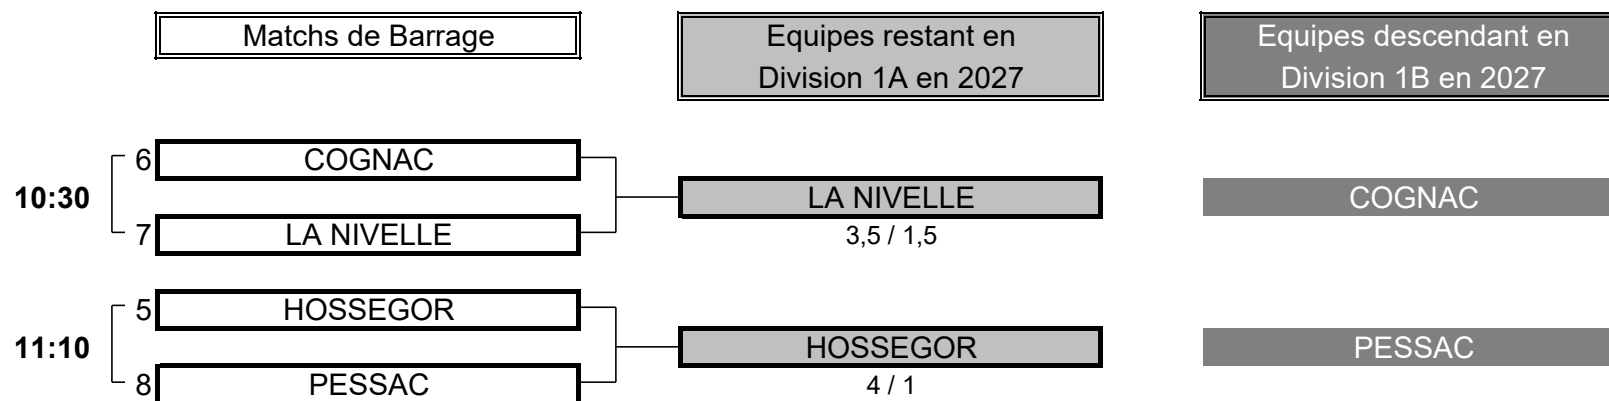 Matchs de Barrage
Equipes restant en
Division 1A en 2027
Equipes descendant en
Division 1B en 2027
10:30
6 COGNAC
7 LA NIVELLE
LA NIVELLE
3,5 / 1,5
COGNAC
11:10
5 HOSSEGOR
8 PESSAC
HOSSEGOR
4 / 1
PESSAC